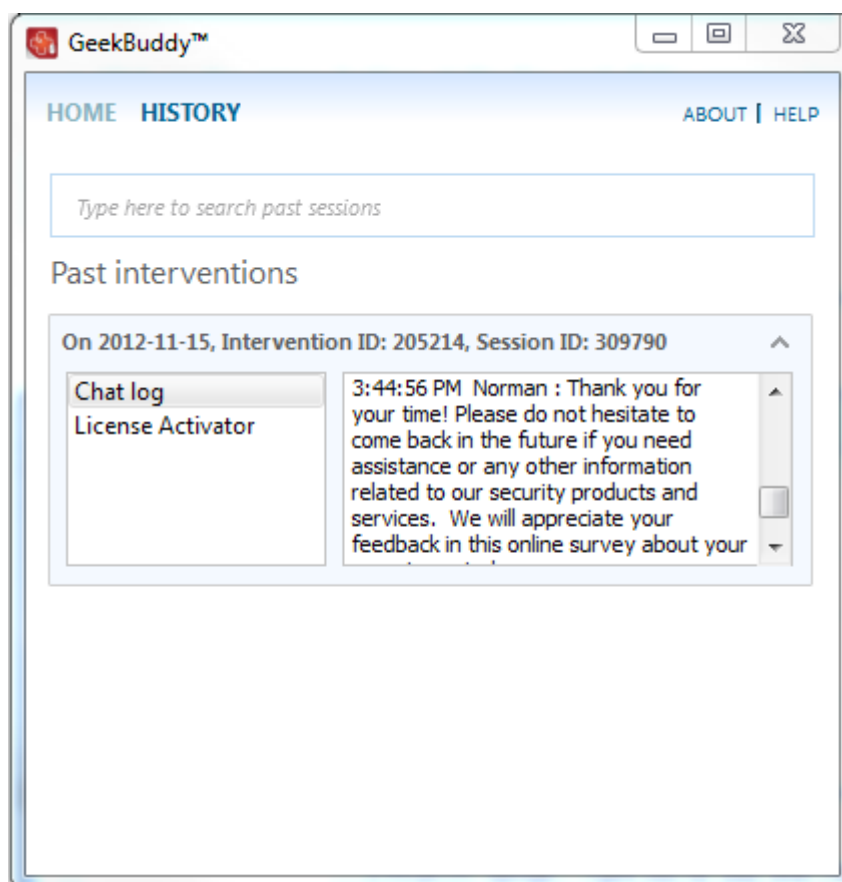 GeekBuddy™
HOME HISTORY ABOUT | HELP
Type here to search past sessions
Past interventions
On 2012-11-15, Intervention ID: 205214, Session ID: 309790
Chat log
License Activator
3:44:56 PM Norman : Thank you for
your time! Please do not hesitate to
come back in the future if you need
assistance or any other information
related to our security products and
services. We will appreciate your
feedback in this online survey about your